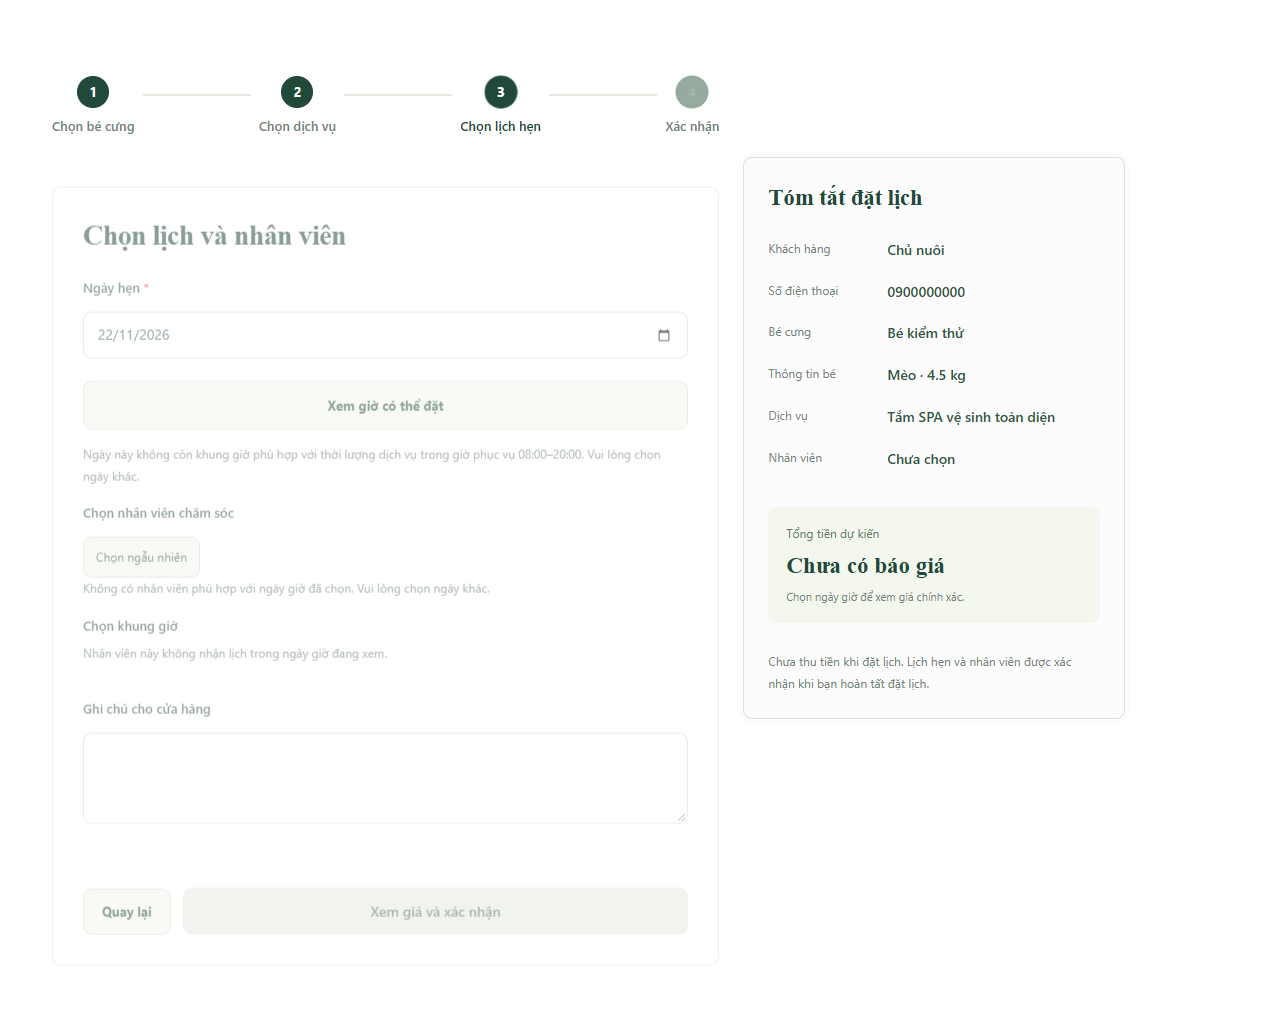 1
2
3
4
Chọn bé cưng
Chọn dịch vụ
Chọn lịch hẹn
Xác nhận
Chọn lịch và nhân viên
Ngày hẹn *
22/11/2026
Xem giờ có thể đặt
Ngày này không còn khung giờ phù hợp với thời lượng dịch vụ trong giờ phục vụ 08:00–20:00. Vui lòng chọn
ngày khác.
Chọn nhân viên chăm sóc
Chọn ngẫu nhiên
Không có nhân viên phù hợp với ngày giờ đã chọn. Vui lòng chọn ngày khác.
Chọn khung giờ
Nhân viên này không nhận lịch trong ngày giờ đang xem.
Ghi chú cho cửa hàng
Quay lại
Xem giá và xác nhận
Tóm tắt đặt lịch
Khách hàng
Chủ nuôi
Số điện thoại
0900000000
Bé cưng
Bé kiểm thử
Thông tin bé
Mèo · 4.5 kg
Dịch vụ
Tắm SPA vệ sinh toàn diện
Nhân viên
Chưa chọn
Tổng tiền dự kiến
Chưa có báo giá
Chọn ngày giờ để xem giá chính xác.
Chưa thu tiền khi đặt lịch. Lịch hẹn và nhân viên được xác
nhận khi bạn hoàn tất đặt lịch.